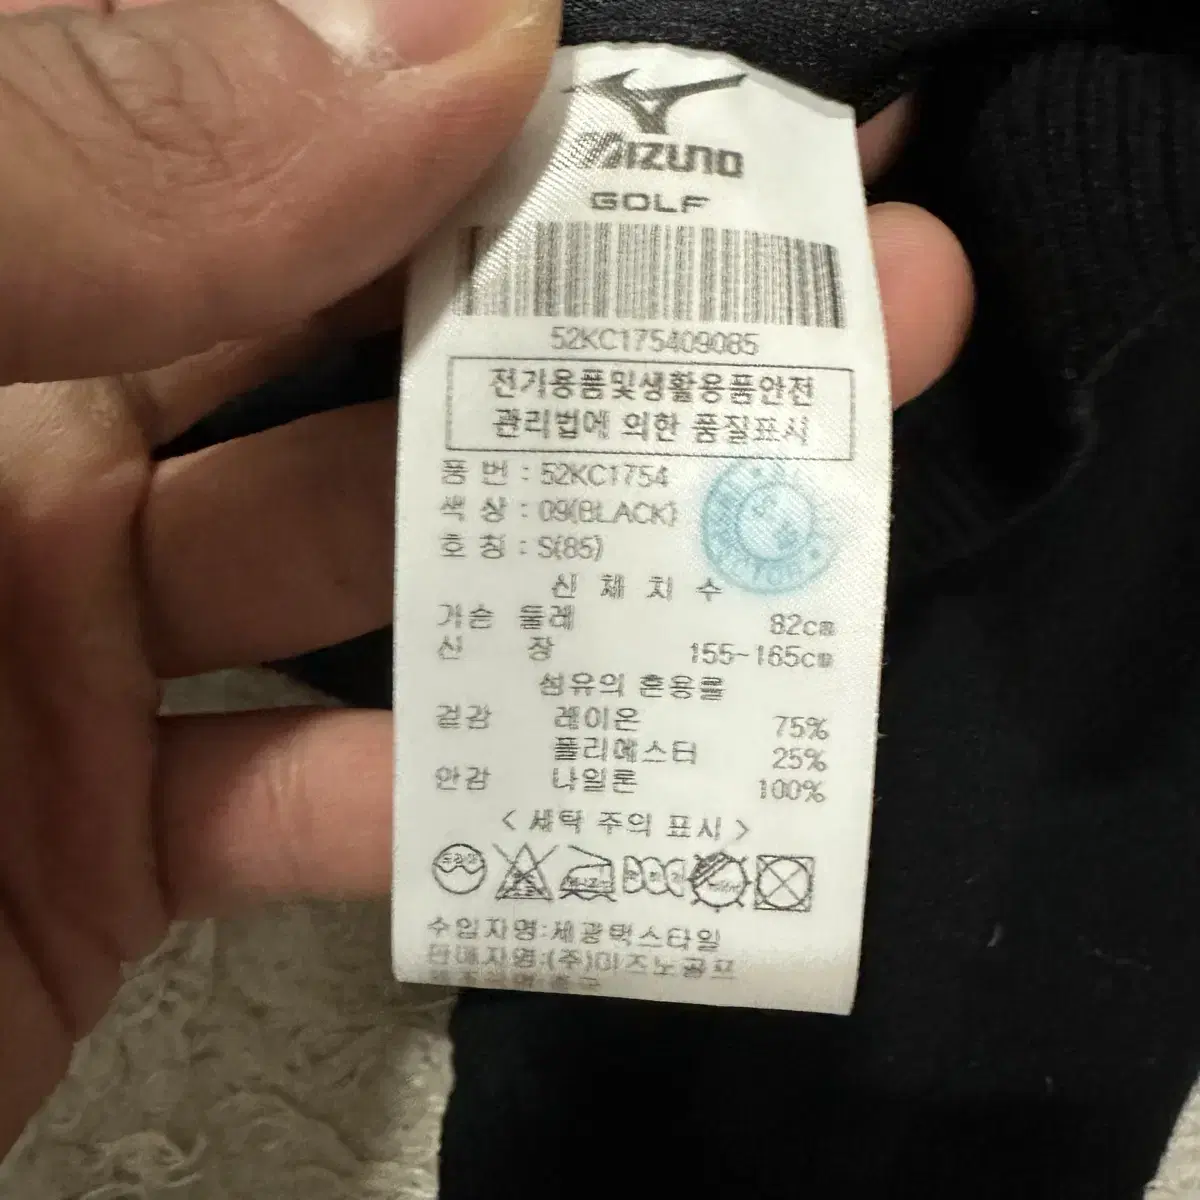 MIZUNO
GOLF
52KC175409085
전기용품및생활용품안전
관리법에 의한 품질표시
품 번 : 52KC1754
색 상 : 09(BLACK)
호 칭 : S(85)
신 체 치 수
가슴 둘레 82cm
신 장 155~165cm
섬유의 혼용률
겉감 레이온 75%
폴리에스터 25%
안감 나일론 100%
< 세탁 주의 표시 >
수입자명:세광텍스타일
판매자명:(주)미즈노골프